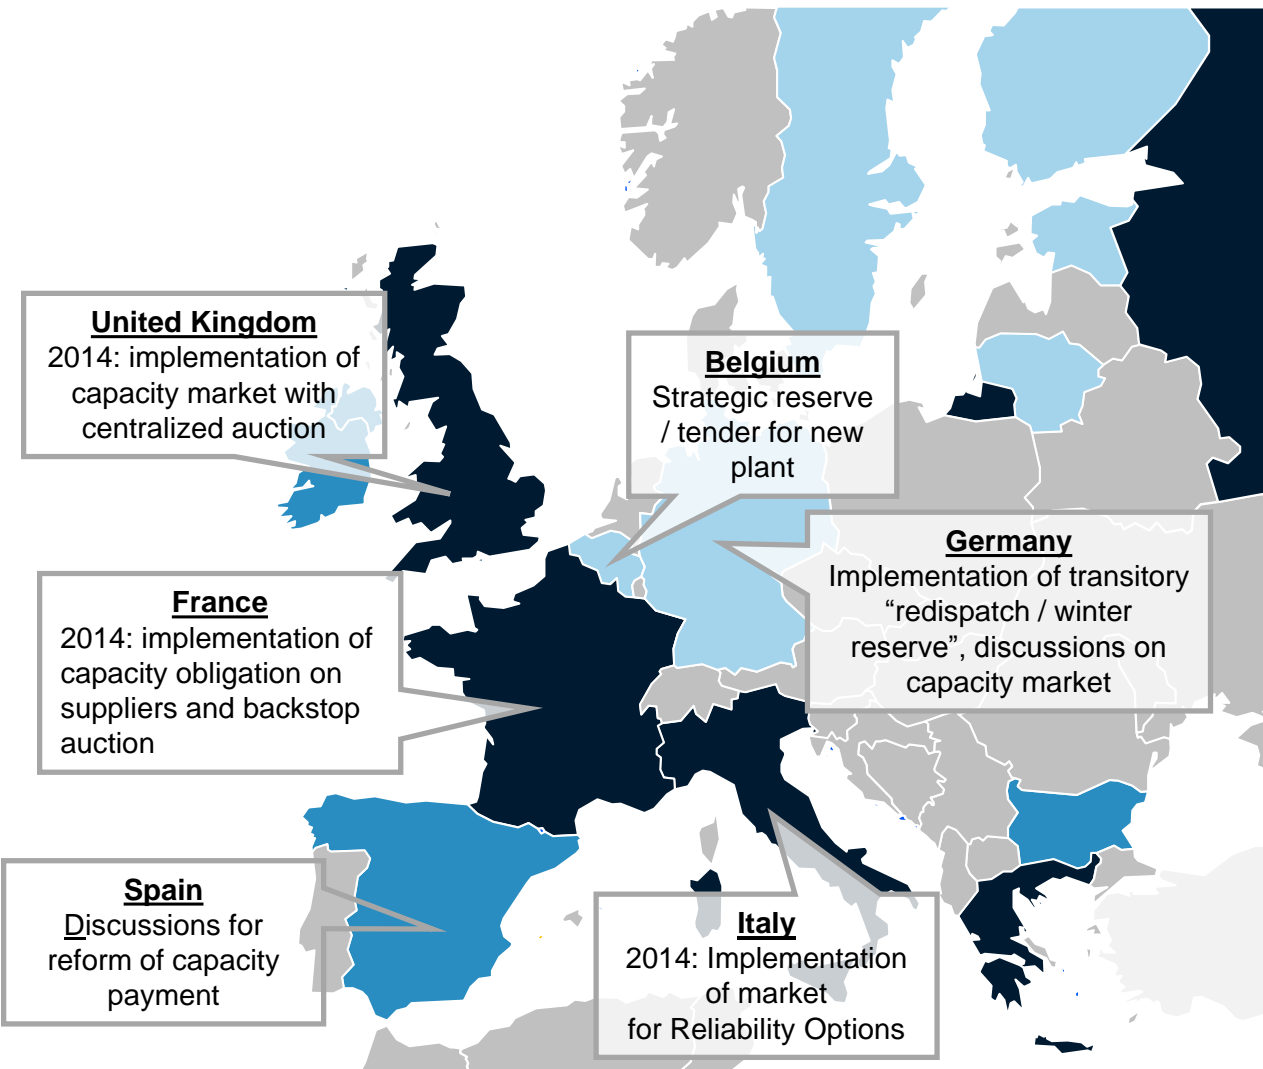 United Kingdom
2014: implementation of
capacity market with
centralized auction
Belgium
Strategic reserve
/ tender for new
plant
Germany
Implementation of transitory
“redispatch / winter
reserve”, discussions on
capacity market
France
2014: implementation of
capacity obligation on
suppliers and backstop
auction
Spain
Discussions for
reform of capacity
payment
Italy
2014: Implementation
of market
for Reliability Options